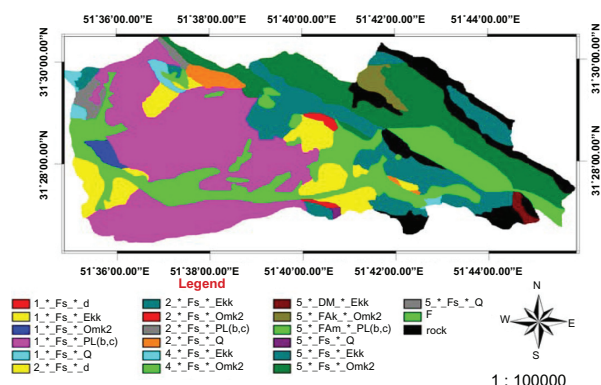 51°36'00.00"E 51°38'00.00"E 51°40'00.00"E 51°42'00.00"E 51°44'00.00"E
31°30'00.00"N 31°30'00.00"N
31°28'00.00"N 31°28'00.00"N
51°36'00.00"E 51°38'00.00"E 51°40'00.00"E 51°42'00.00"E 51°44'00.00"E
Legend
1_*_Fs_*_d
1_*_Fs_*_Ekk
1_*_Fs_*_Omk2
1_*_Fs_*_PL(b,c)
1_*_Fs_*_Q
2_*_Fs_*_d
2_*_Fs_*_Ekk
2_*_Fs_*_Omk2
2_*_Fs_*_PL(b,c)
2_*_Fs_*_Q
4_*_Fs_*_Ekk
4_*_Fs_*_Omk2
5_*_DM_*_Ekk
5_*_FAk_*_Omk2
5_*_FAm_*_PL(b,c)
5_*_Fs_*_Q
5_*_Fs_*_Ekk
5_*_Fs_*_Omk2
5_*_Fs_*_Q
F
rock
N
W E
S
1 : 100000